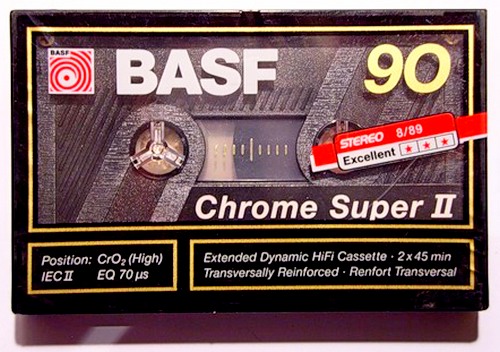 BASF
BASF 90
STEREO 8/89
Excellent ★ ★ ★
Chrome Super II
Position: CrO₂ (High)
IEC II EQ 70 µs
Extended Dynamic HiFi Cassette · 2 x 45 min
Transversally Reinforced · Renfort Transversal